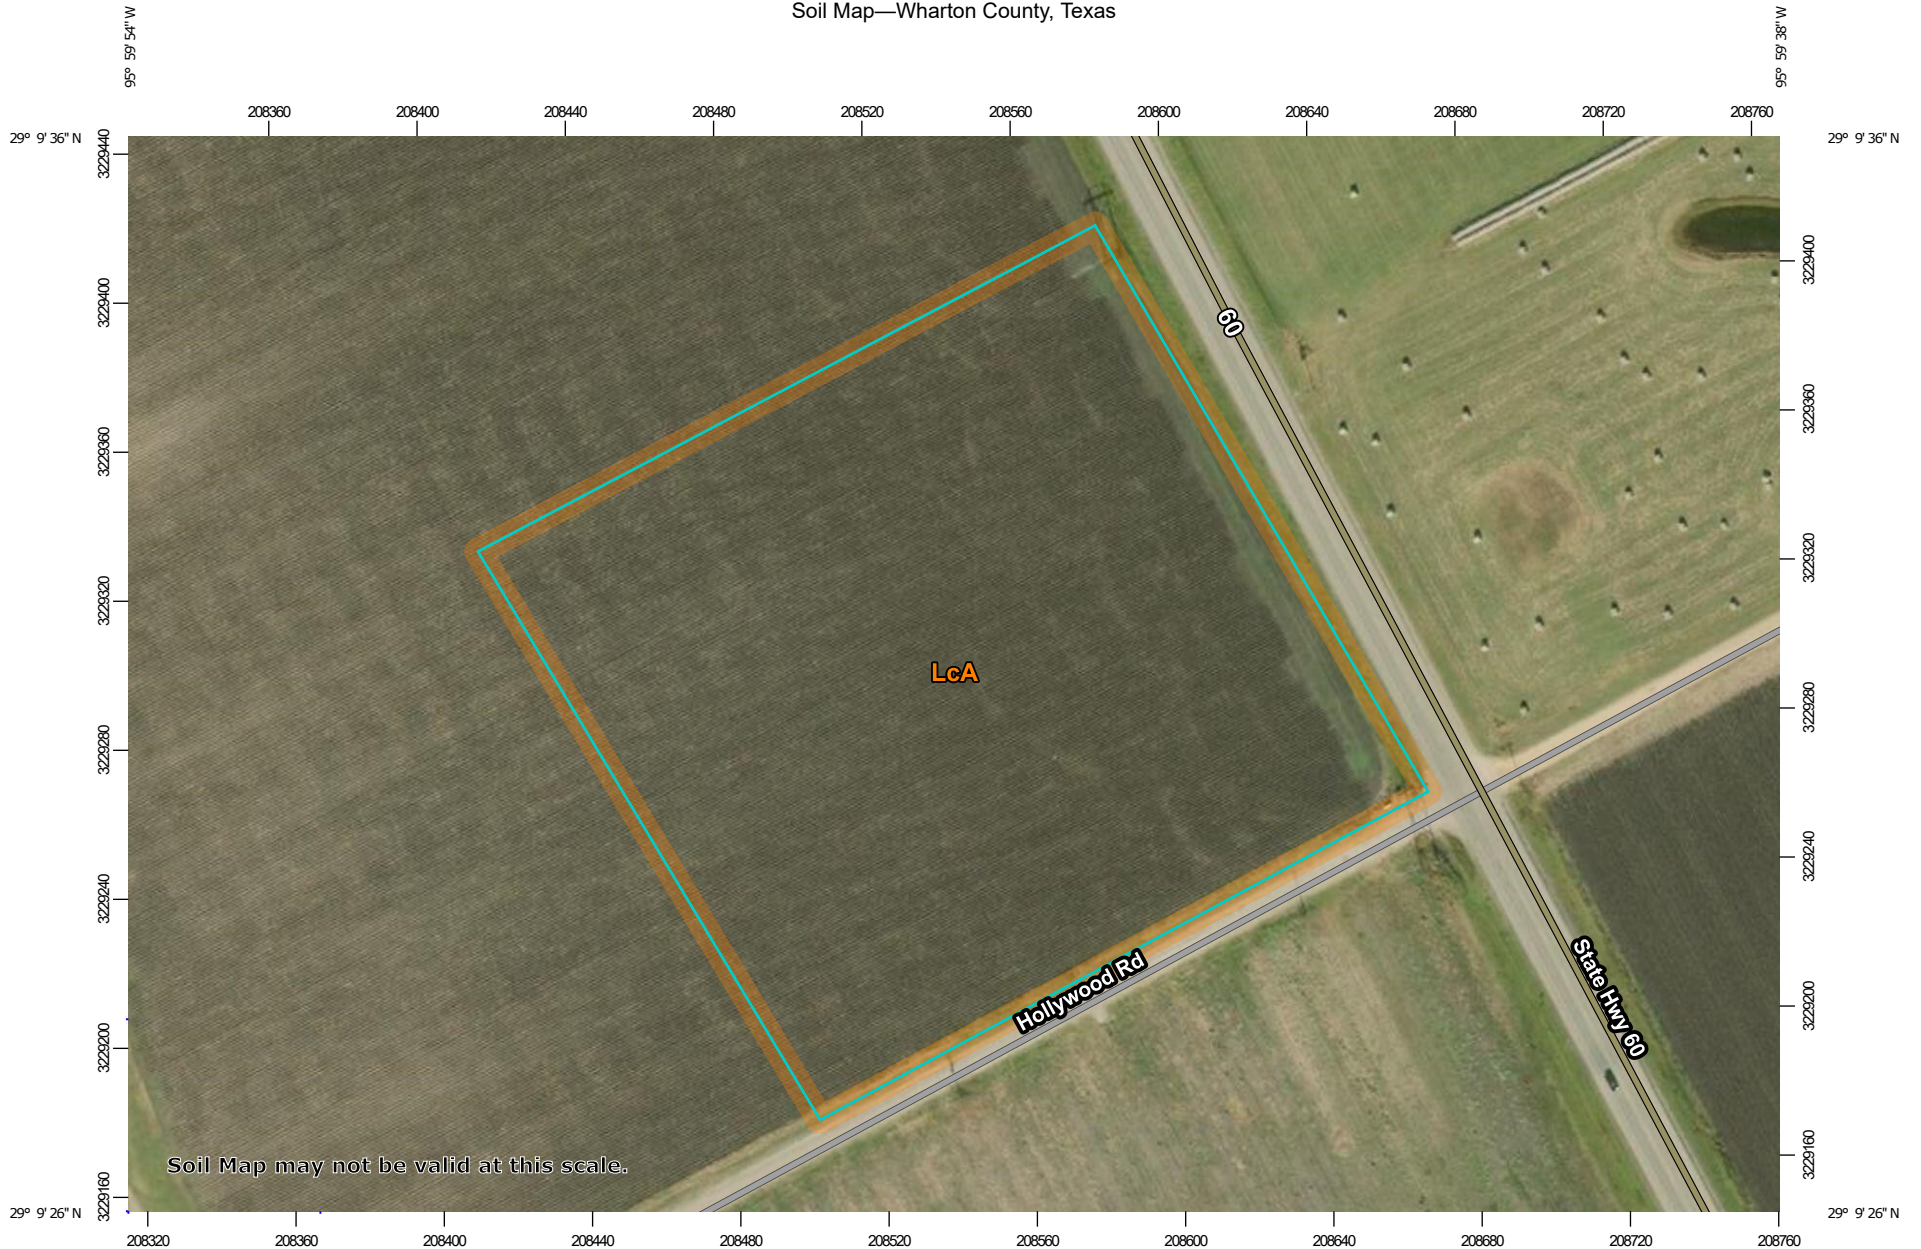 Soil Map—Wharton County, Texas
95° 59' 54'' W
95° 59' 38'' W
208360 208400 208440 208480 208520 208560 208600 208640 208680 208720 208760
29° 9' 36'' N
29° 9' 36'' N
3229440
3229400
3229360
3229320
3229280
3229240
3229200
3229160
3229400
3229360
3229320
3229280
3229240
3229200
3229160
60
LcA
Hollywood Rd
State Hwy 60
Soil Map may not be valid at this scale.
29° 9' 26'' N
29° 9' 26'' N
208320 208360 208400 208440 208480 208520 208560 208600 208640 208680 208720 208760